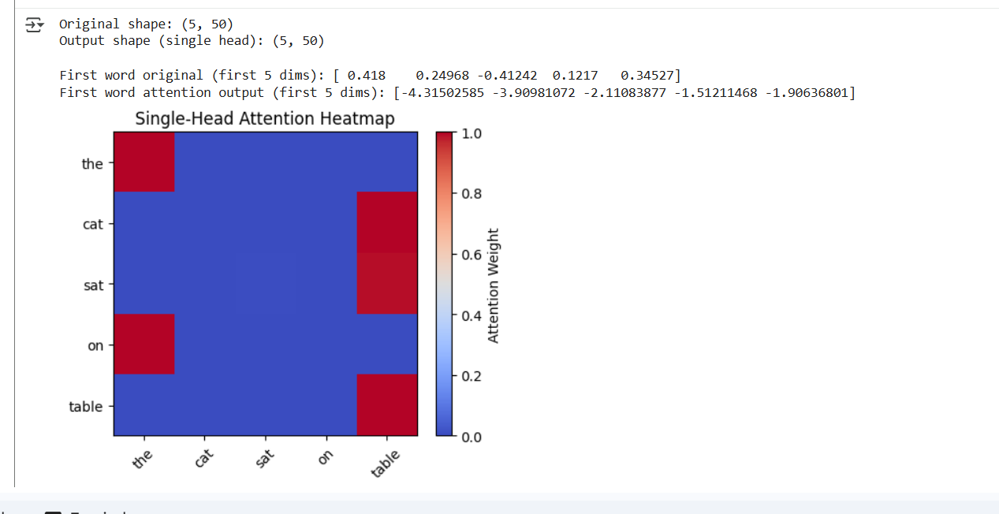 Original shape: (5, 50)
Output shape (single head): (5, 50)
First word original (first 5 dims): [ 0.418    0.24968 -0.41242  0.1217   0.34527]
First word attention output (first 5 dims): [-4.31502585 -3.90981072 -2.11083877 -1.51211468 -1.90636801]
Single-Head Attention Heatmap
the
cat
sat
on
table
the cat sat on table
1.0
0.8
0.6
0.4
0.2
0.0
Attention Weight